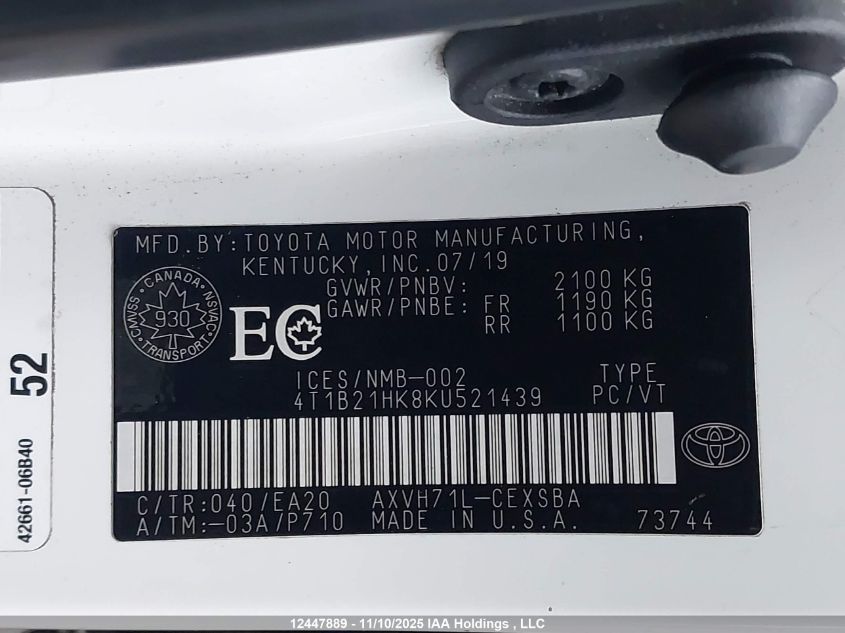 MFD. BY: TOYOTA MOTOR MANUFACTURING,
KENTUCKY, INC. 07/19
GVWR/PNBV: 2100 KG
GAWR/PNBE: FR 1190 KG
RR 1100 KG
CANADA
CMVSS 930 NSVAC
TRANSPORT
EC
ICES/NMB-002 TYPE
4T1B21HK8KU521439 PC/VT
C/TR:040/EA20 AXVH71L-CEXSBA
A/TM:-03A/P710 MADE IN U.S.A. 73744
52
42661-06B40
12447889 - 11/10/2025 IAA Holdings , LLC